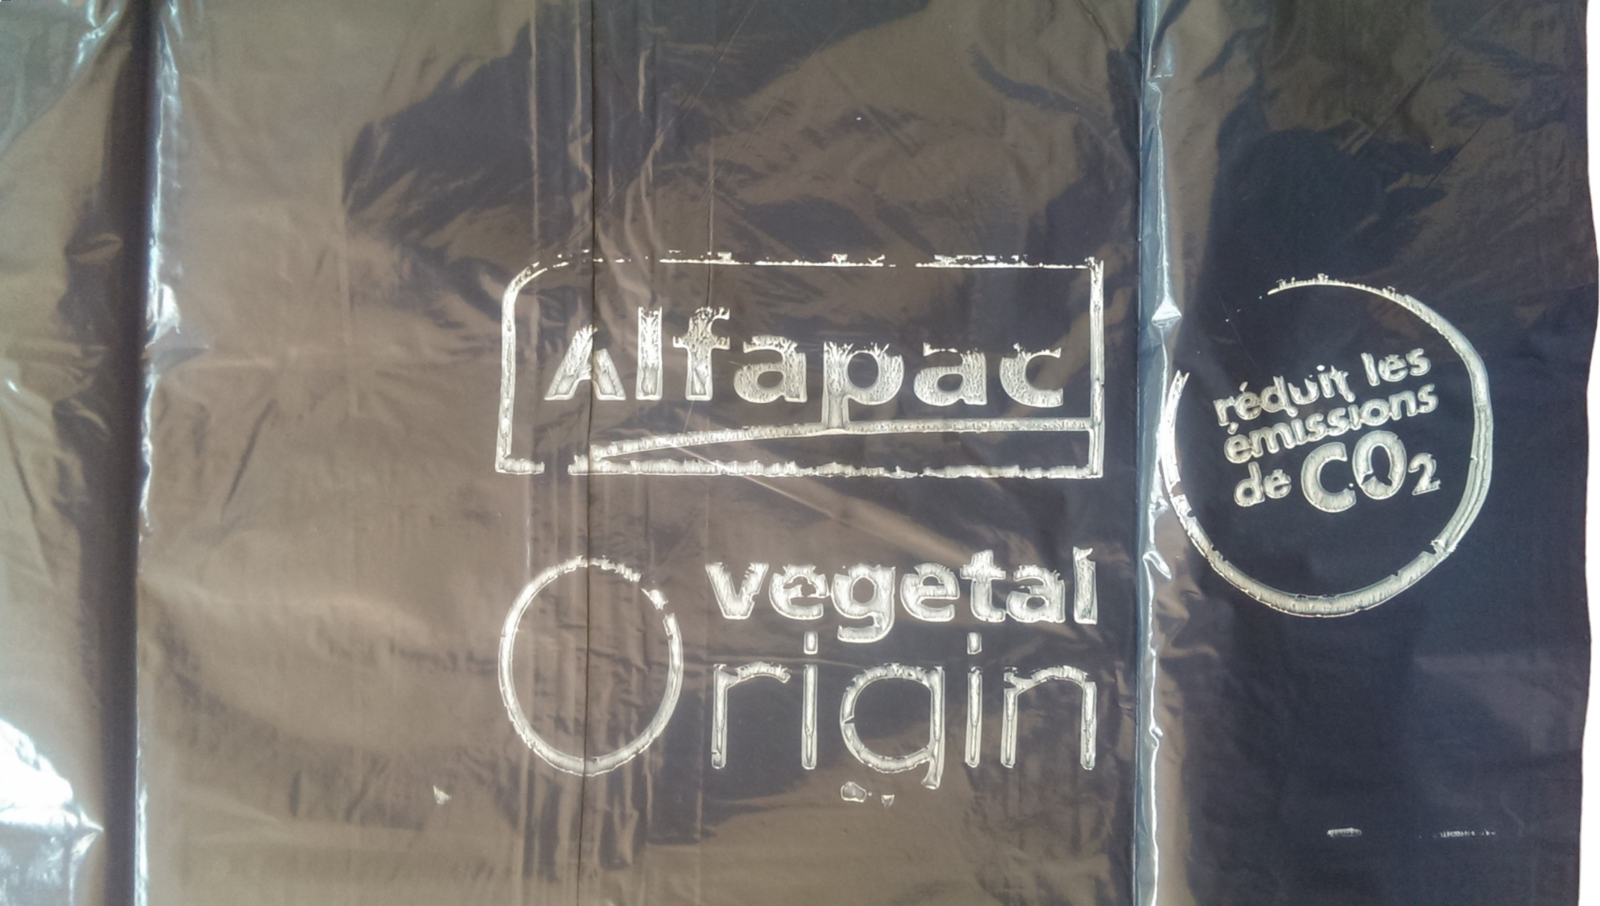 Alfapac
vegetal
Origin
réduit les
émissions
de CO₂